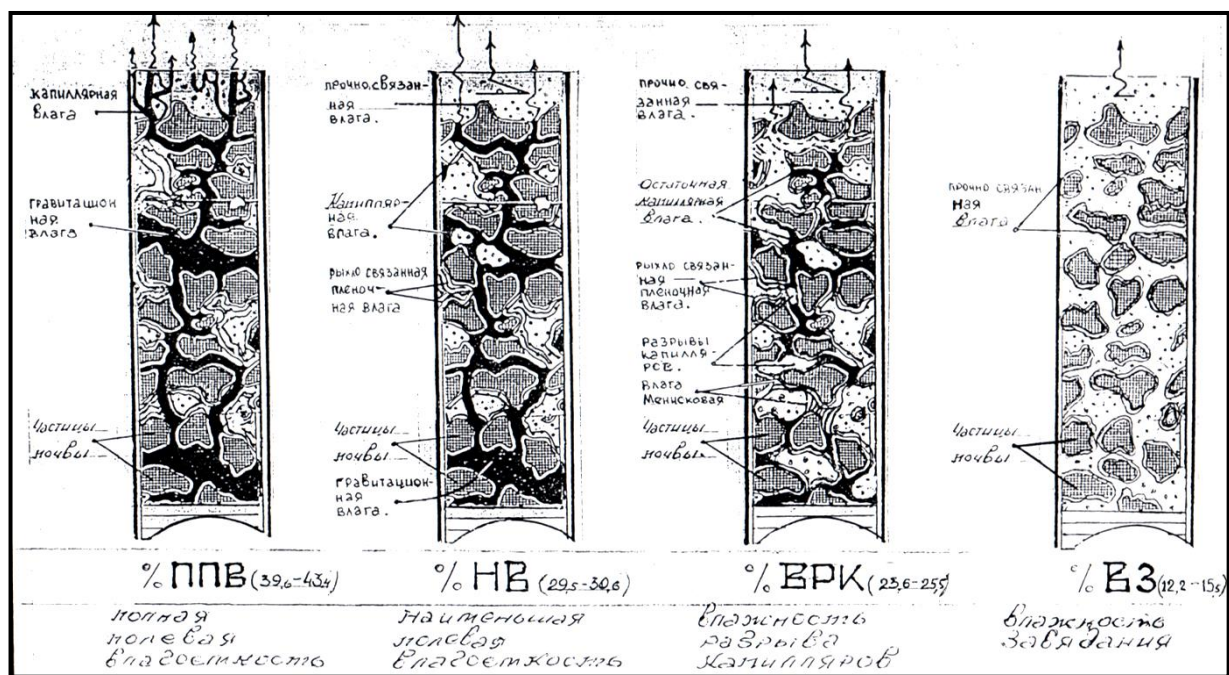 капиллярная
влага
гравитацион
ная
влага
Частицы
почвы
прочно связан-
ная
влага.
Капилляр-
ная
влага.
рыхло связанная
пленоч-
ная влага
Частицы
почвы
гравитацион-
ная
влага.
прочно свя-
занная
влага.
Остаточная
капиллярная
влага.
рыхло связан-
ная
пленочная
влага.
разрывы
капилля
ров.
влага
менисковая
Частицы
почвы
прочно связан
ная
влага
Частицы
почвы
% ППВ (39,6-43,4)
полная
полевая
влагоемкость
% НВ (29,5-30,6)
наименьшая
полевая
влагоемкость
% ВРК (23,6-25,5)
влажность
разрыва
капилляров
% ВЗ (12,2-15,5)
влажность
завядания